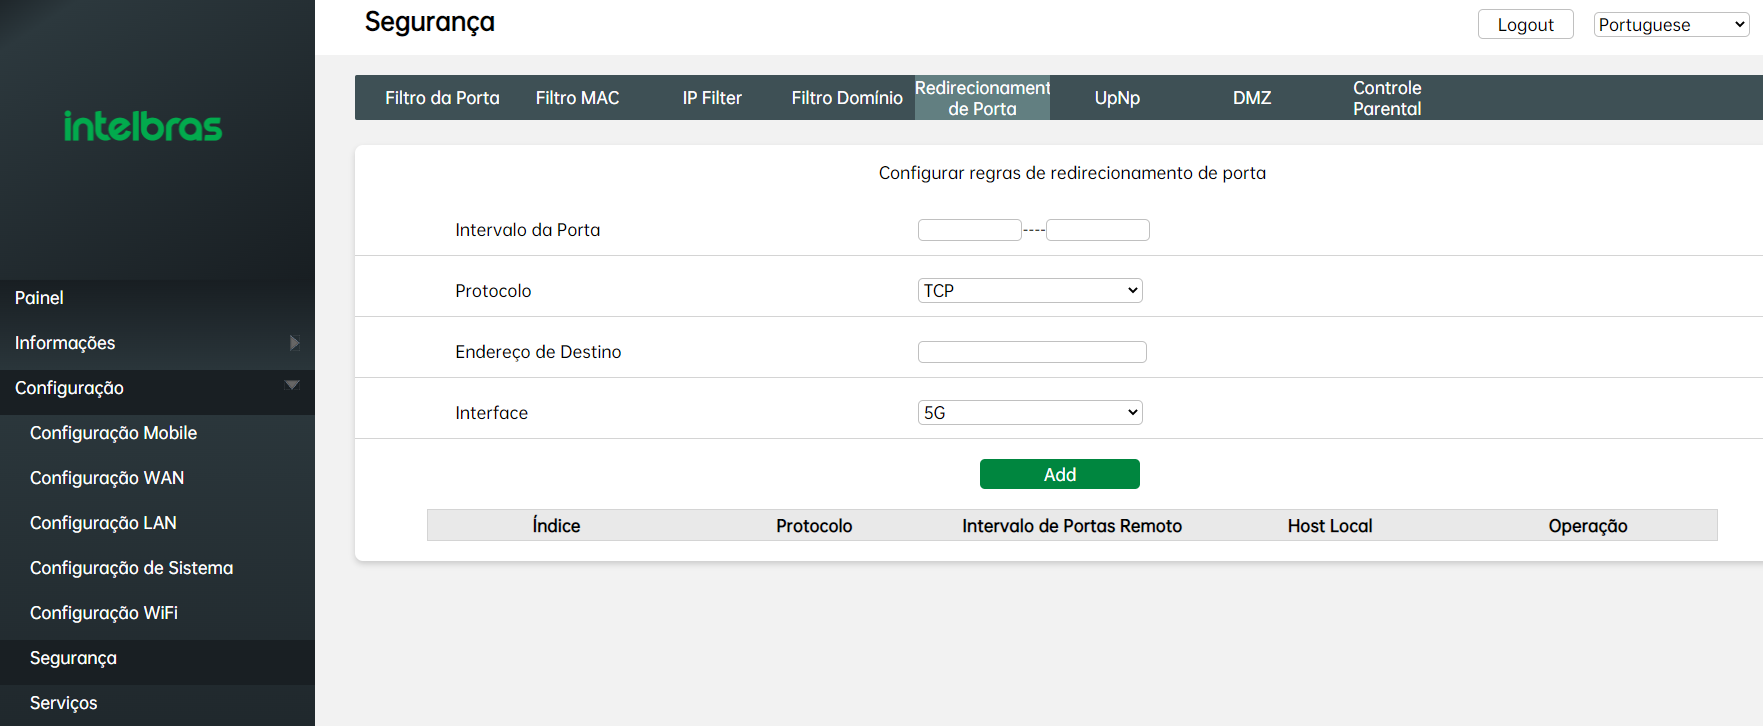 Segurança
Logout
Portuguese
intelbras
Filtro da Porta
Filtro MAC
IP Filter
Filtro Domínio
Redirecionament
de Porta
UpNp
DMZ
Controle
Parental
Configurar regras de redirecionamento de porta
Intervalo da Porta
----
Protocolo
TCP
Endereço de Destino
Interface
5G
Add
Índice
Protocolo
Intervalo de Portas Remoto
Host Local
Operação
Painel
Informações
Configuração
Configuração Mobile
Configuração WAN
Configuração LAN
Configuração de Sistema
Configuração WiFi
Segurança
Serviços